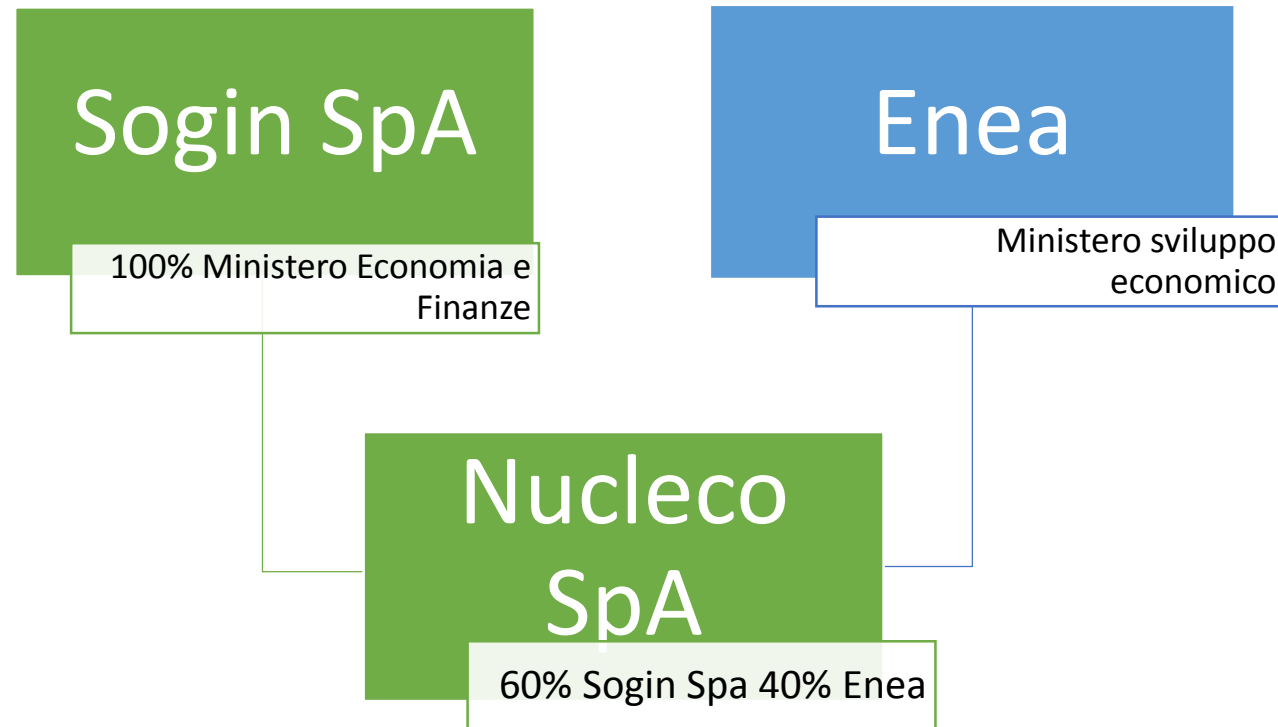 Sogin SpA
100% Ministero Economia e
Finanze
Enea
Ministero sviluppo
economico
Nucleco
SpA
60% Sogin Spa 40% Enea